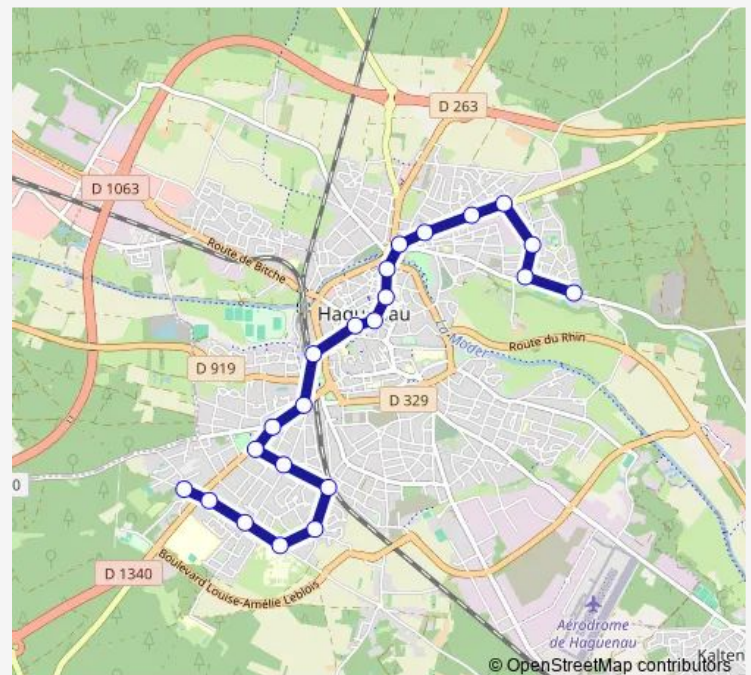 D 263
D 1063
Route de Bitche
Haguenau
La Moder
Route du Rhin
D 919
D 329
0
D 1340
Boulevard Louise-Amélie Leblois
Aérodrome
de Haguenau
Kalten
© OpenStreetMap contributors